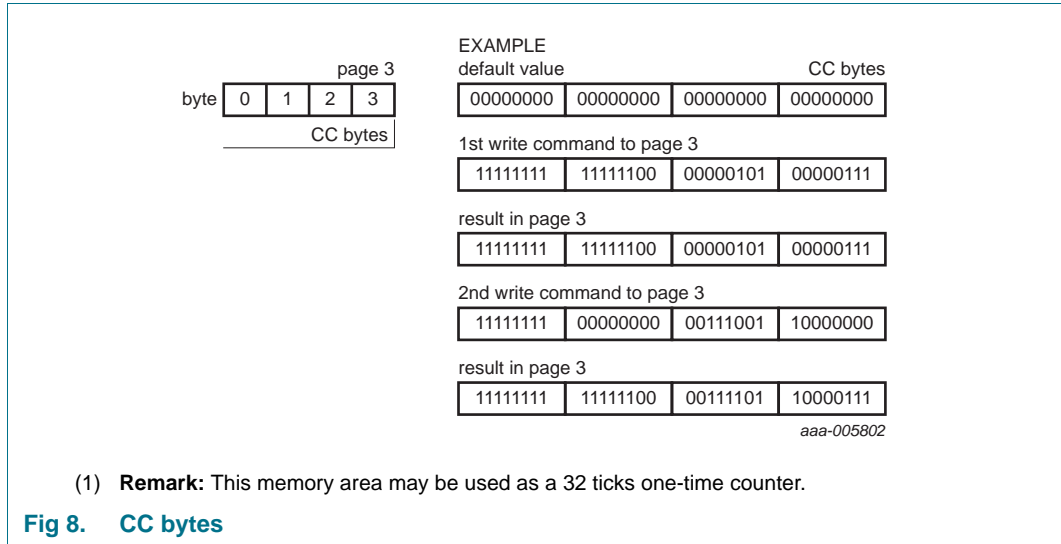 page 3
byte 0 1 2 3
CC bytes
EXAMPLE
default value CC bytes
00000000 00000000 00000000 00000000
1st write command to page 3
11111111 11111100 00000101 00000111
result in page 3
11111111 11111100 00000101 00000111
2nd write command to page 3
11111111 00000000 00111001 10000000
result in page 3
11111111 11111100 00111101 10000111
aaa-005802
(1) Remark: This memory area may be used as a 32 ticks one-time counter.
Fig 8. CC bytes